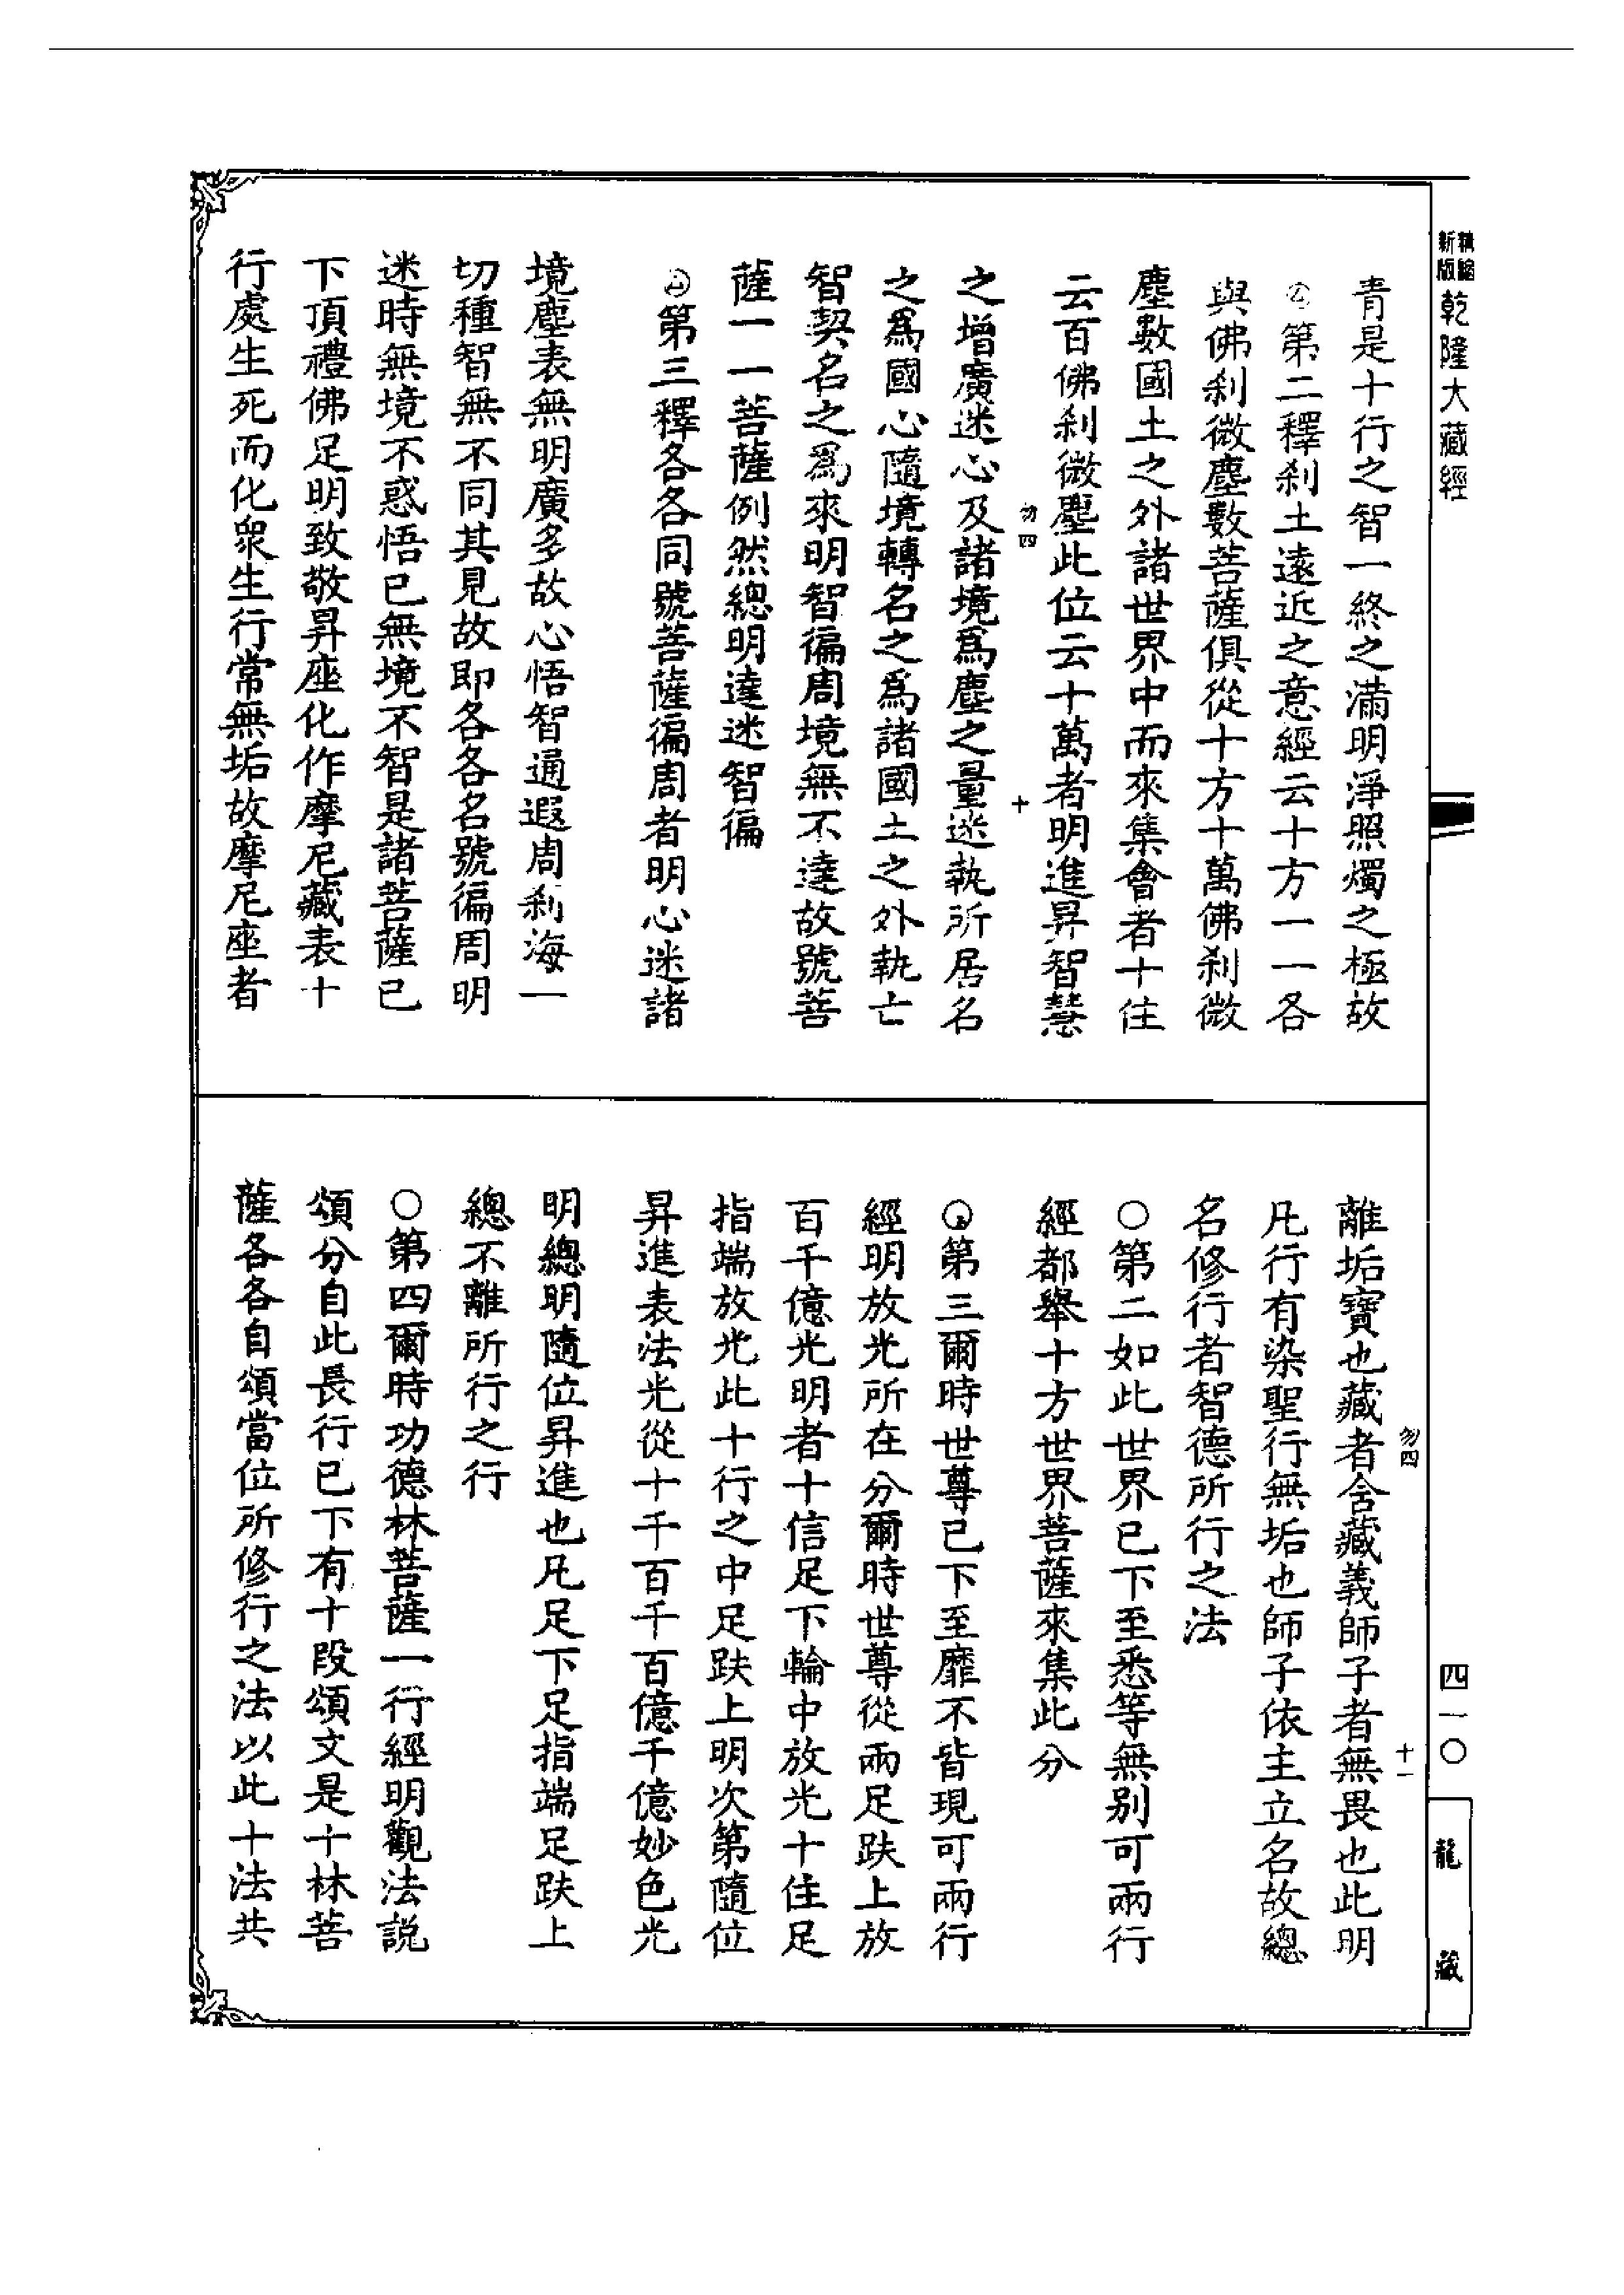 精縮
新版
乾隆大藏經
青是十行之智一終之滿明淨照燭之極故
第二釋剎土遠近之意經云十方一一各
與佛剎微塵數菩薩俱從十方十萬佛剎微
塵數國土之外諸世界中而來集會者十住
云百佛剎微塵此位云十萬者明進昇智慧
勿四
十
之增廣迷心及諸境爲塵之量迷執所居名
之爲國心隨境轉名之爲諸國土之外執亡
智契名之爲來明智徧周境無不達故號菩
薩一一菩薩例然總明達迷智徧
第三釋各各同號菩薩徧周者明心迷諸
境塵表無明廣多故心悟智通遐周剎海一
切種智無不同其見故即各各名號徧周明
迷時無境不惑悟已無境不智是諸菩薩已
下頂禮佛足明致敬昇座化作摩尼藏表十
行處生死而化衆生行常無垢故摩尼座者
勿四
十一
離垢寶也藏者含藏義師子者無畏也此明
凡行有染聖行無垢也師子依主立名故總
名修行者智德所行之法
○第二如此世界已下至悉等無別可兩行
經都舉十方世界菩薩來集此分
第三爾時世尊已下至靡不皆現可兩行
經明放光所在分爾時世尊從兩足趺上放
百千億光明者十信足下輪中放光十住足
指端放光此十行之中足趺上明次第隨位
昇進表法光從十千百千百億千億妙色光
明總明隨位昇進也凡足下足指端足趺上
總不離所行之行
○第四爾時功德林菩薩一行經明觀法說
頌分自此長行已下有十段頌文是十林菩
薩各各自頌當位所修行之法以此十法共
四一○
龍藏